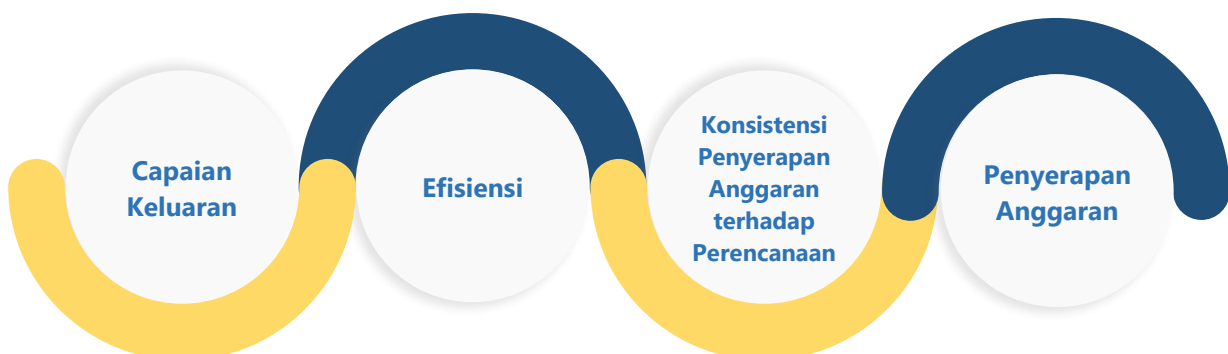 Capaian
Keluaran
Efisiensi
Konsistensi
Penyerapan
Anggaran
terhadap
Perencanaan
Penyerapan
Anggaran